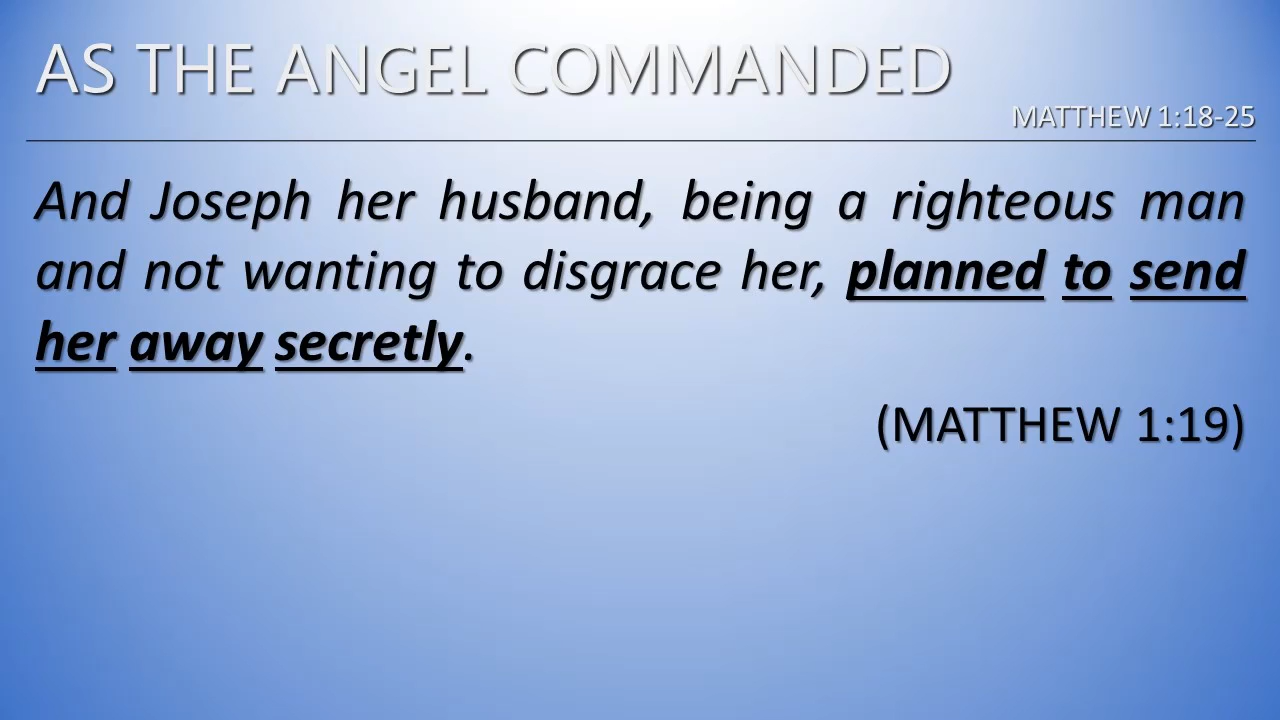 AS THE ANGEL COMMANDED
MATTHEW 1:18-25
And Joseph her husband, being a righteous man
and not wanting to disgrace her, planned to send
her away secretly.
(MATTHEW 1:19)